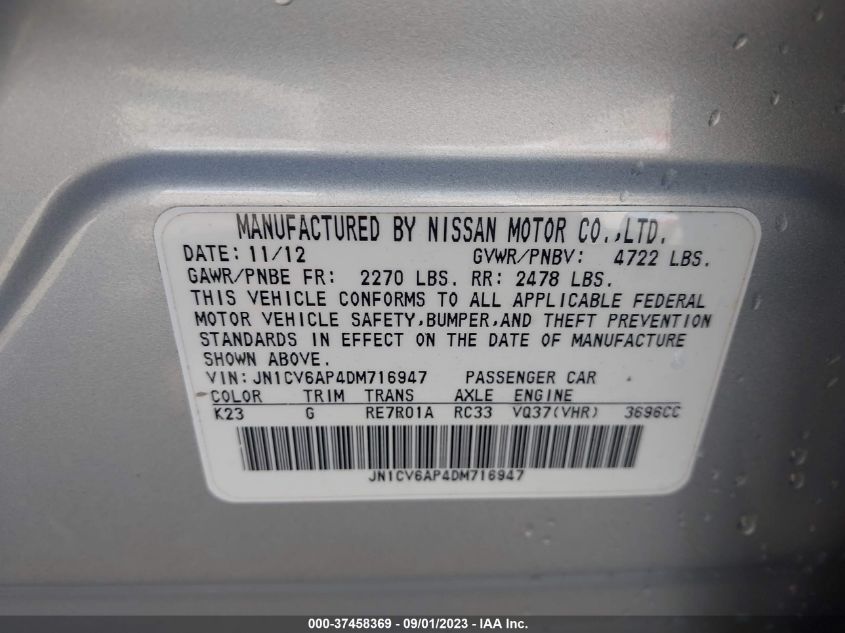 MANUFACTURED BY NISSAN MOTOR CO.,LTD.
DATE: 11/12 GVWR/PNBV: 4722 LBS.
GAWR/PNBE FR: 2270 LBS. RR: 2478 LBS.
THIS VEHICLE CONFORMS TO ALL APPLICABLE FEDERAL
MOTOR VEHICLE SAFETY,BUMPER,AND THEFT PREVENTION
STANDARDS IN EFFECT ON THE DATE OF MANUFACTURE
SHOWN ABOVE.
VIN:JN1CV6AP4DM716947 PASSENGER CAR
COLOR TRIM TRANS AXLE ENGINE
K23 G RE7R01A RC33 VQ37(VHR) 3696CC
JN1CV6AP4DM716947
000-37458369 - 09/01/2023 - IAA Inc.